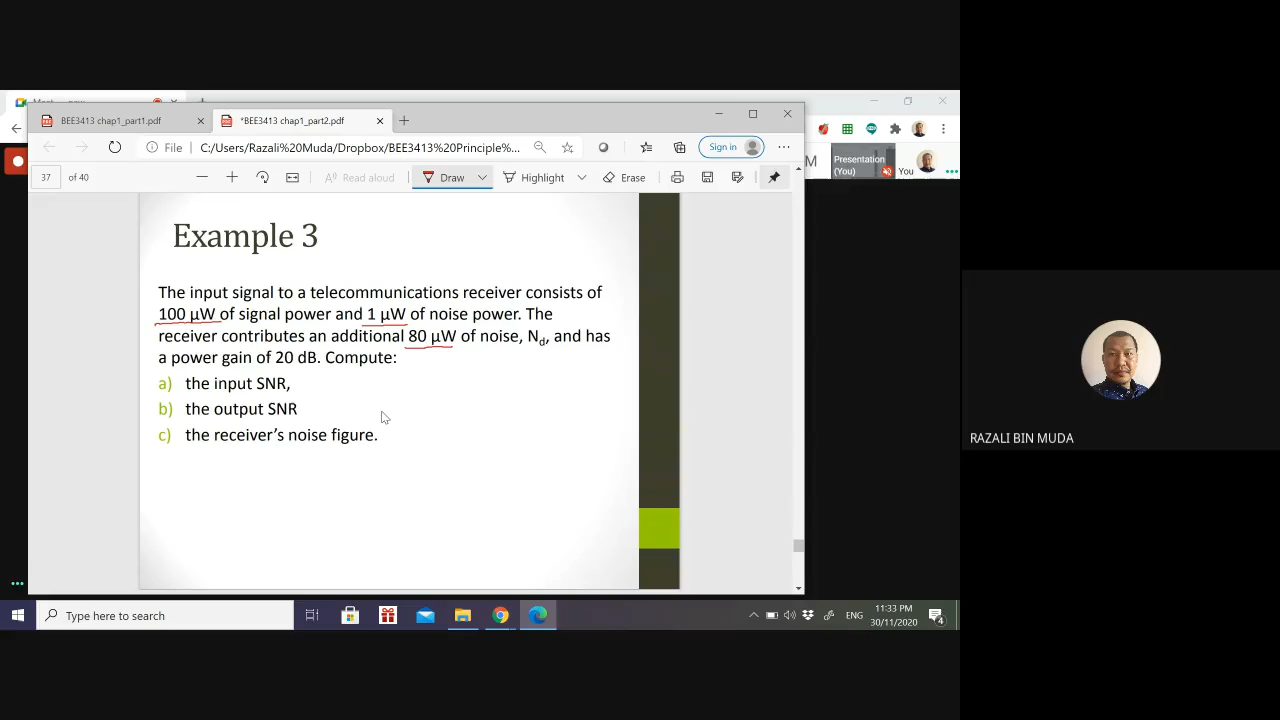 BEE3413 chap1_part1.pdf
*BEE3413 chap1_part2.pdf
File
C:/Users/Razali%20Muda/Dropbox/BEE3413%20Principle%...
Sign in
37 of 40
Read aloud
Draw
Highlight
Erase
M
Presentation
(You)
You
Example 3
The input signal to a telecommunications receiver consists of
100 µW of signal power and 1 µW of noise power. The
receiver contributes an additional 80 µW of noise, Nd, and has
a power gain of 20 dB. Compute:
a) the input SNR,
b) the output SNR
c) the receiver's noise figure.
RAZALI BIN MUDA
Type here to search
ENG
11:33 PM
30/11/2020
4